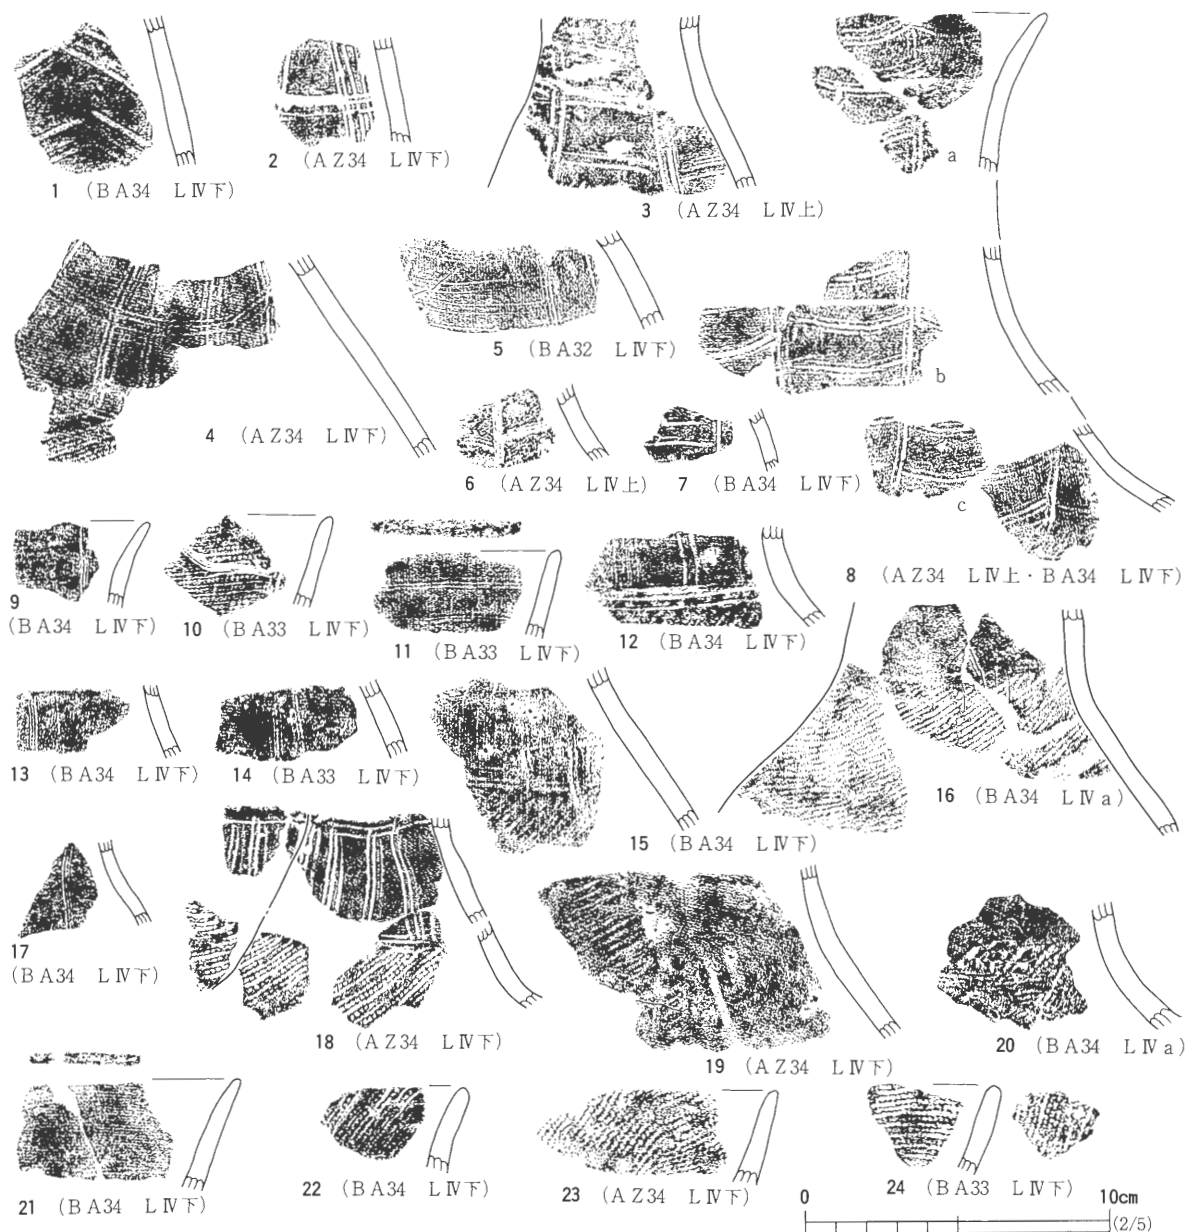 1 (BA34 LⅣ下)
2 (AZ34 LⅣ下)
3 (AZ34 LⅣ上)
a
4 (AZ34 LⅣ下)
5 (BA32 LⅣ下)
b
6 (AZ34 LⅣ上)
7 (BA34 LⅣ下)
c
8 (AZ34 LⅣ上・BA34 LⅣ下)
9
(BA34 LⅣ下)
10 (BA33 LⅣ下)
11 (BA33 LⅣ下)
12 (BA34 LⅣ下)
13 (BA34 LⅣ下)
14 (BA33 LⅣ下)
15 (BA34 LⅣ下)
16 (BA34 LⅣa)
17
(BA34 LⅣ下)
18 (AZ34 LⅣ下)
19 (AZ34 LⅣ下)
20 (BA34 LⅣa)
21 (BA34 LⅣ下)
22 (BA34 LⅣ下)
23 (AZ34 LⅣ下)
24 (BA33 LⅣ下)
0 10cm
(2/5)